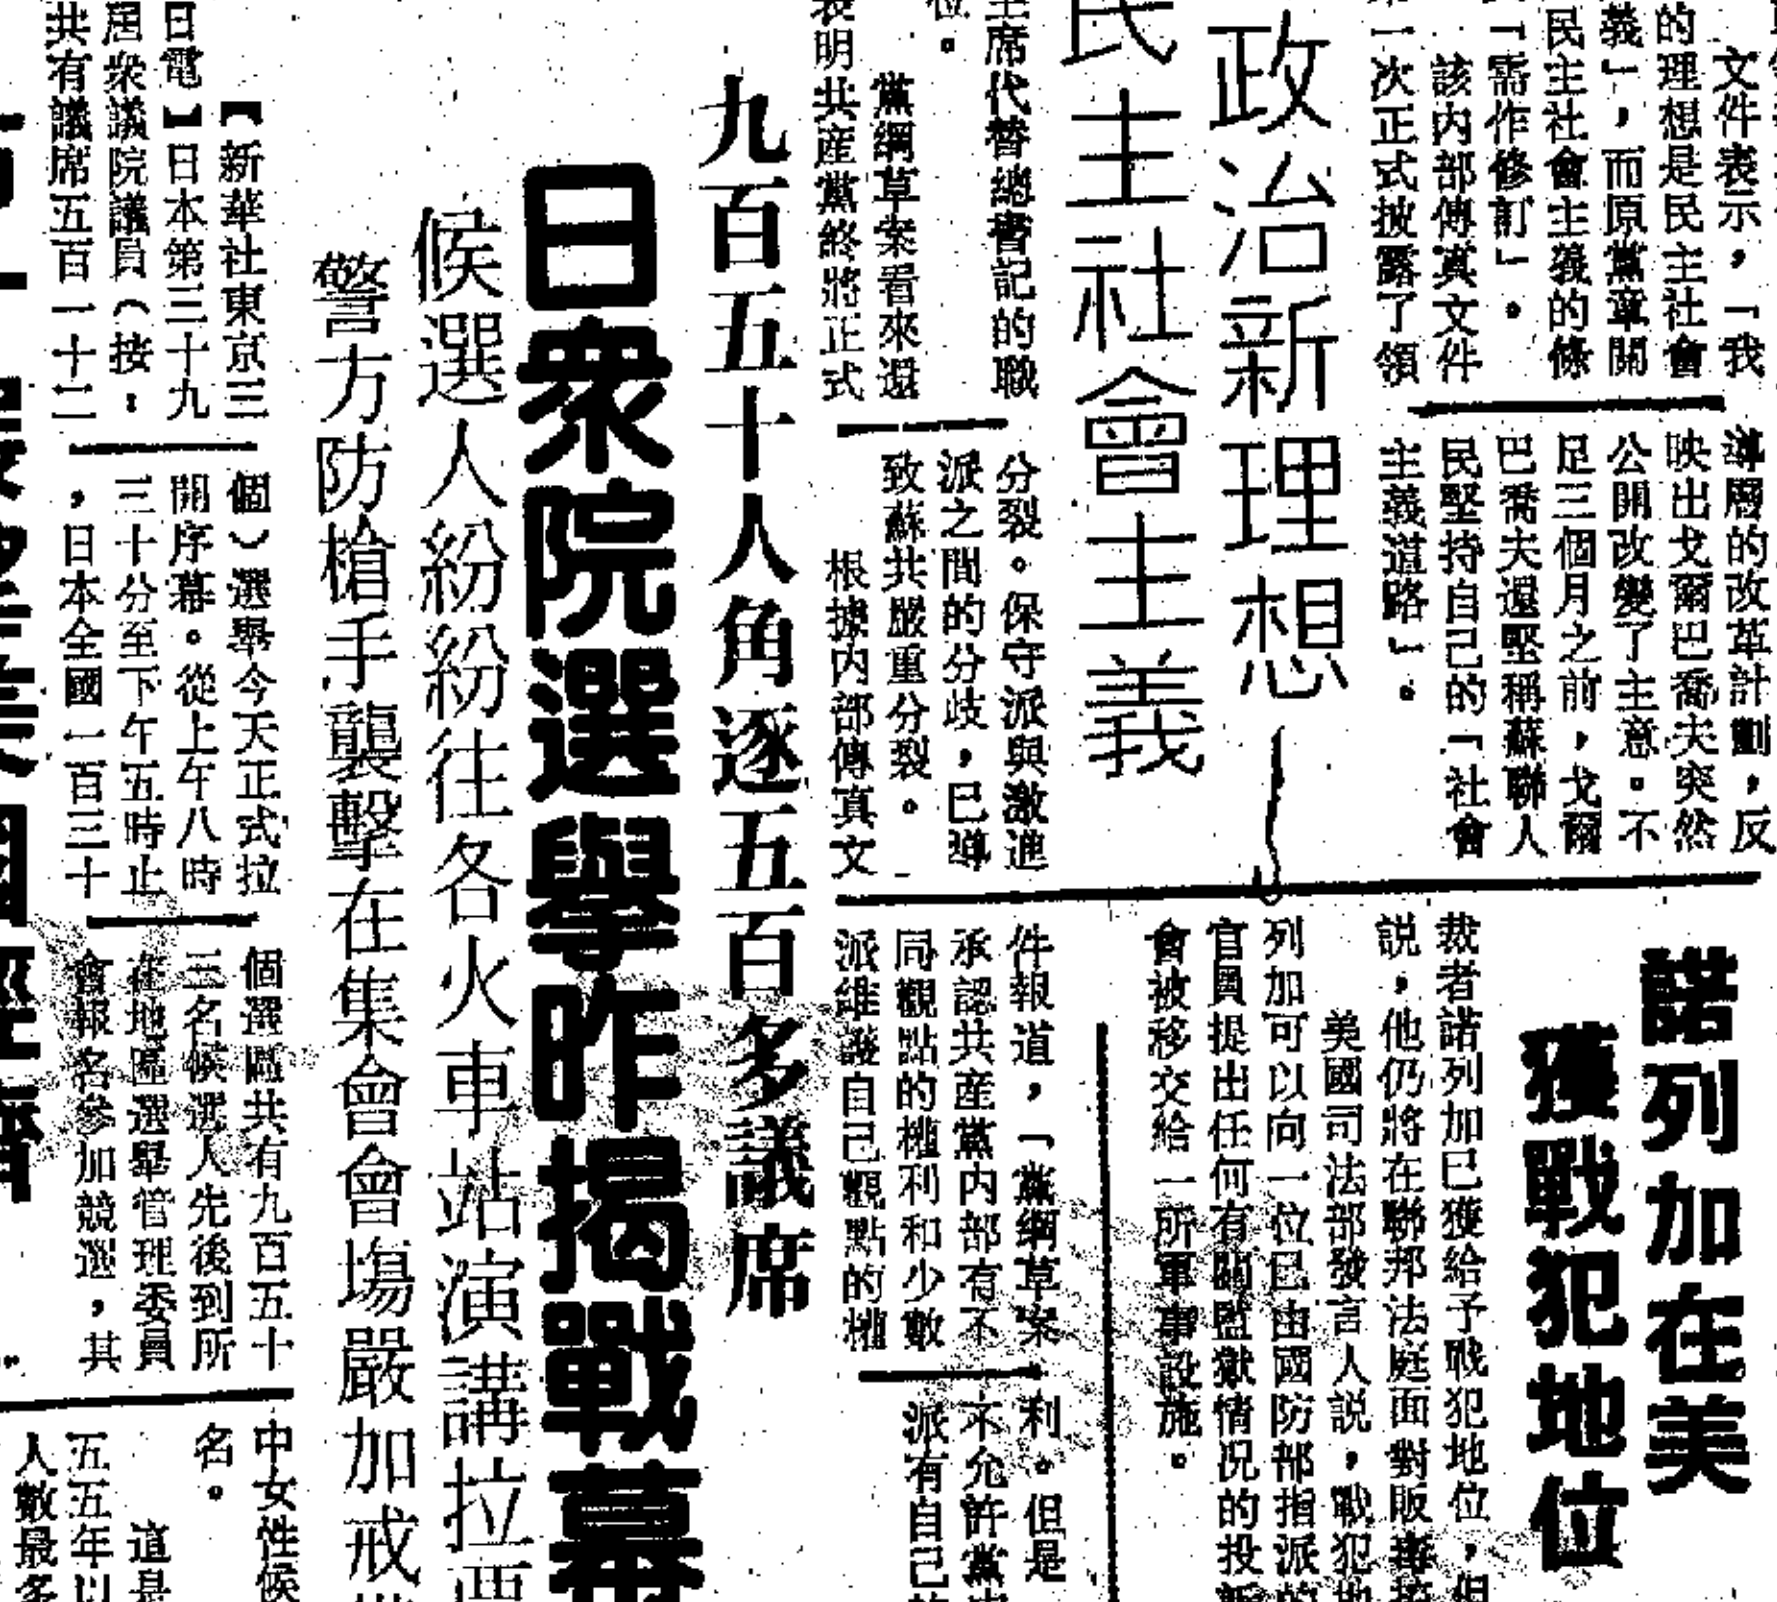 文件表示，「我
的理想是民主社會
義」，而原黨章關
民主社會主義的條
「需作修訂」。
該内部傳真文件
一次正式披露了領
導層的改革計劃，反
映出戈爾巴喬夫突然
公開改變了主意。不
足三個月之前，戈爾
巴喬夫還堅稱蘇聯人
民堅持自己的「社會
主義道路」。
政治新理想
民主社會主義
主席代替總書記的職
位。
黨綱草案看來還
表明共産黨終將正式
分裂。保守派與激進
派之間的分歧，已導
致蘇共嚴重分裂。
根據内部傳真文
件報道，「黨綱草案
承認共産黨内部有不
同觀點的權利和少數
派維護自己觀點的權
利。但是
不允許黨内
派有自己的
諾列加在美
獲戰犯地位
裁者諾列加已獲給予戰犯地位，但
説，他仍將在聯邦法庭面對販毒控
美國司法部發言人説，戰犯地
列加可以向一位已由國防部指派的
官員提出任何有關監獄情況的投訴
會被移交給一所軍事設施。
九百五十人角逐五百多議席
日衆院選舉昨揭戰幕
候選人紛紛往各火車站演講拉票
警方防槍手襲擊在集會會場嚴加戒備
【新華社東京三
日電】日本第三十九
屆衆議院議員（按：
共有議席五百一十二
個）選舉今天正式拉
開序幕。從上午八時
三十分至下午五時止
，日本全國一百三十
個選區共有九百五十
三名候選人先後到所
在地區選舉管理委員
會報名參加競選，其
中女性候
名。
這是
五五年以
人數最多